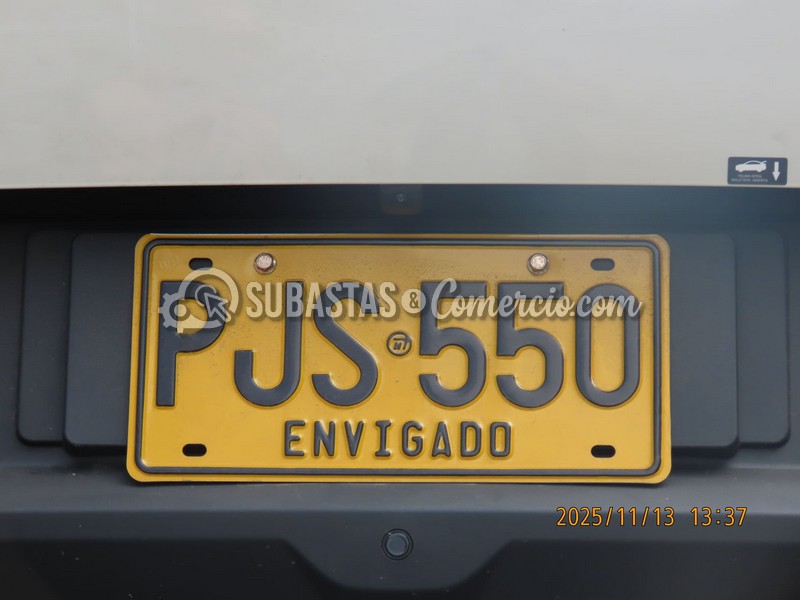 SUBASTAS & Comercio.com
PJS 550
ENVIGADO
2025/11/13 13:37